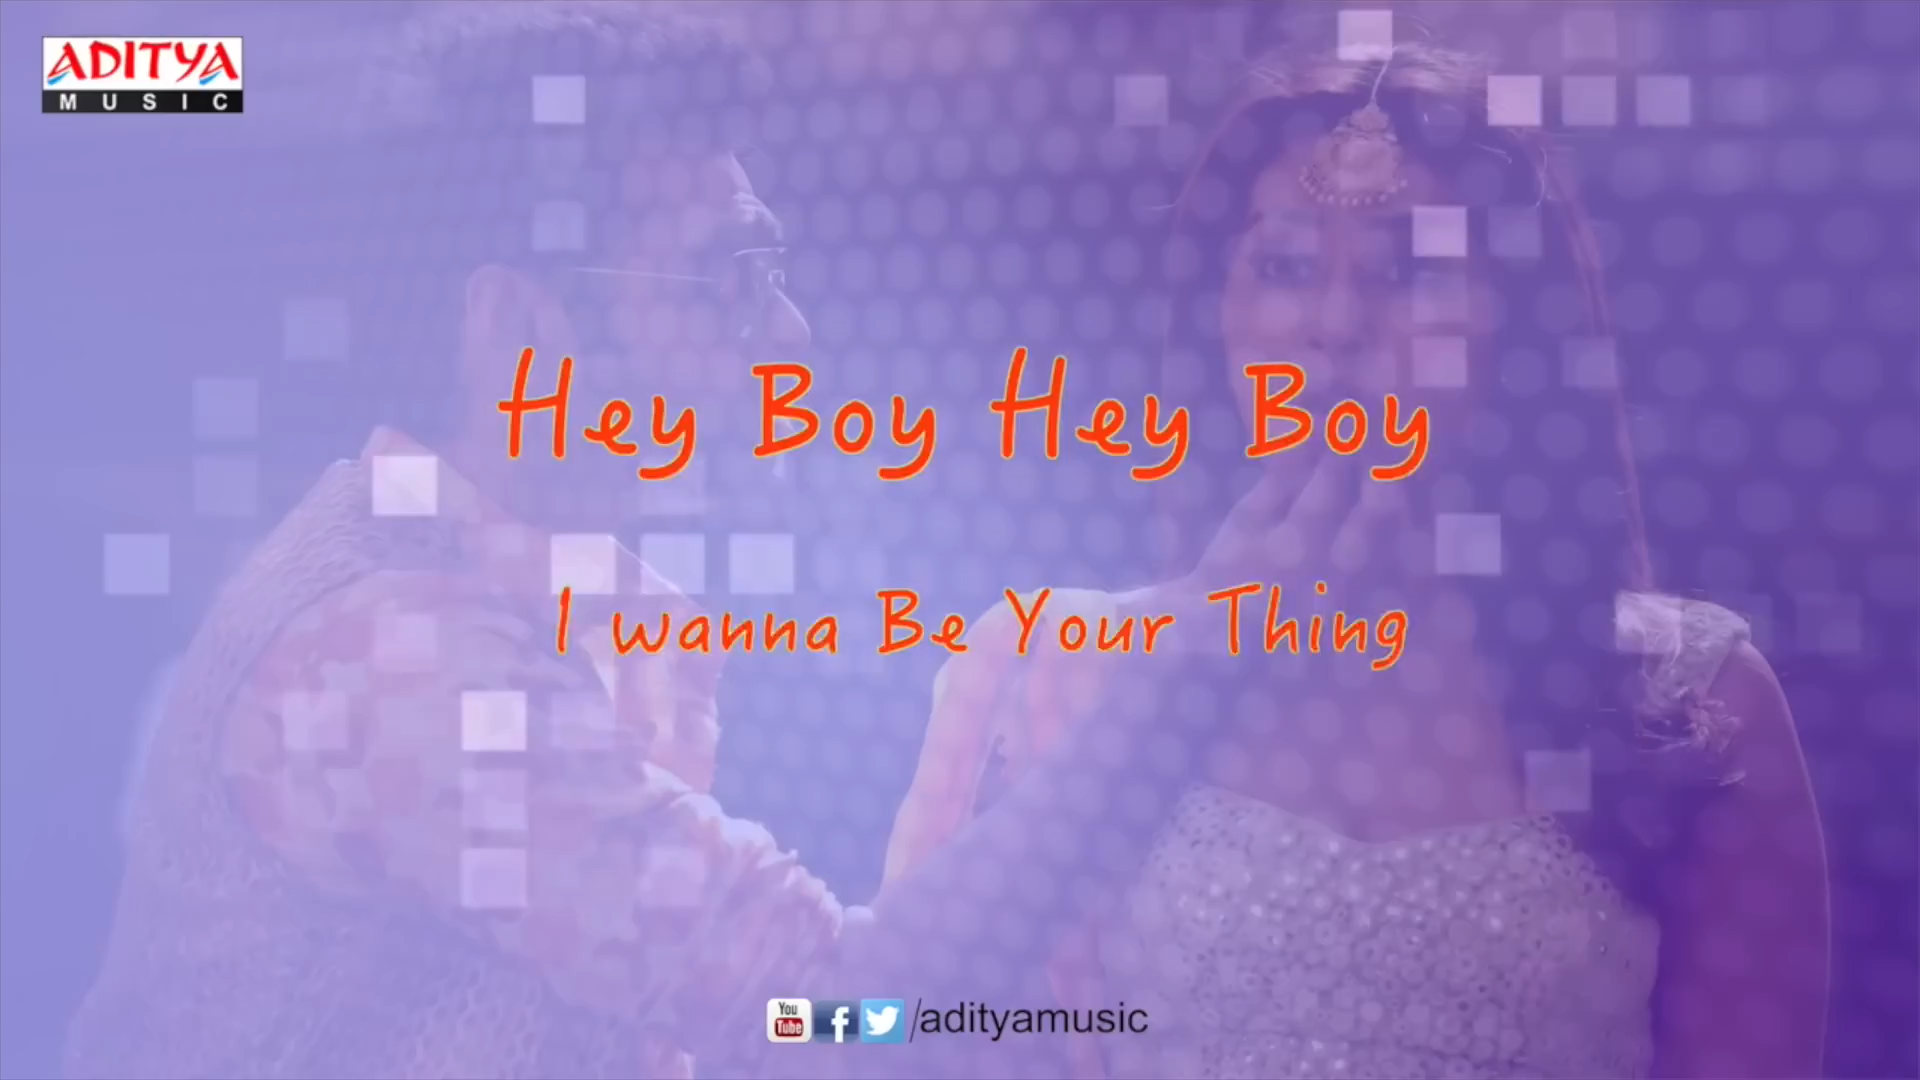 ADITYA
MUSIC
Hey Boy Hey Boy
I wanna Be Your Thing
You
Tube
f
/adityamusic